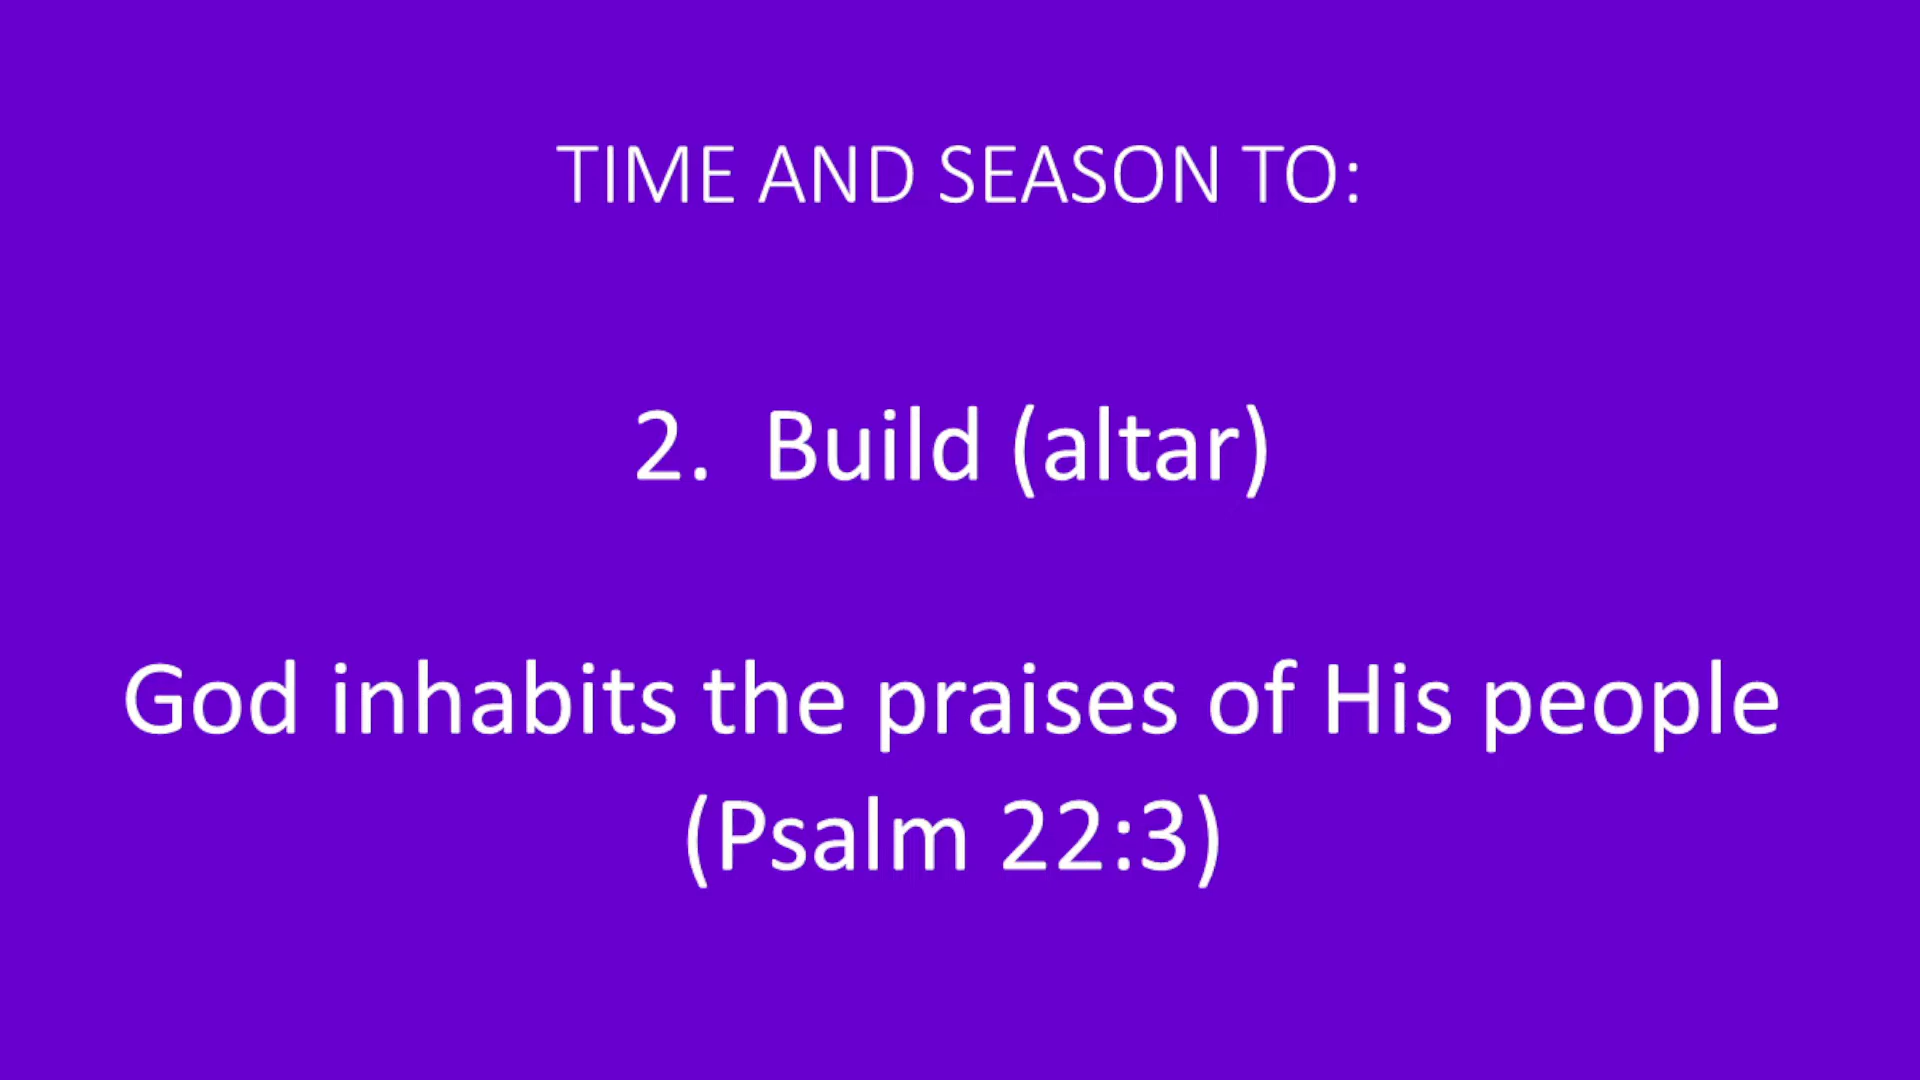 TIME AND SEASON TO:
2. Build (altar)
God inhabits the praises of His people
(Psalm 22:3)